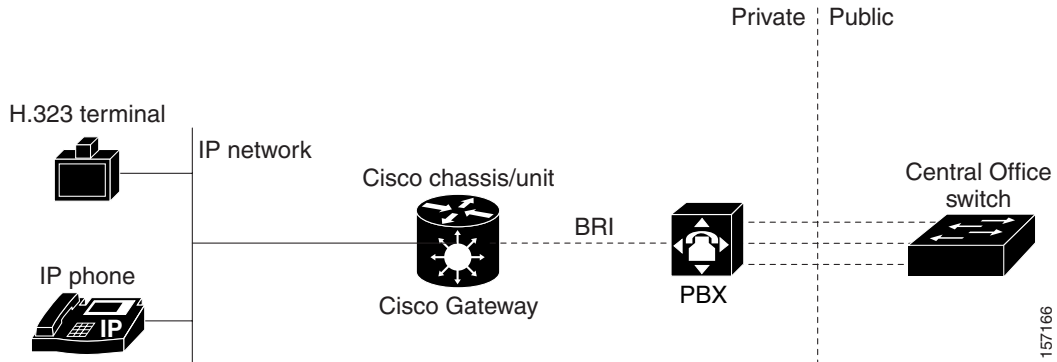 Private
Public
H.323 terminal
IP network
Cisco chassis/unit
Central Office
switch
BRI
IP phone
IP
Cisco Gateway
PBX
157166